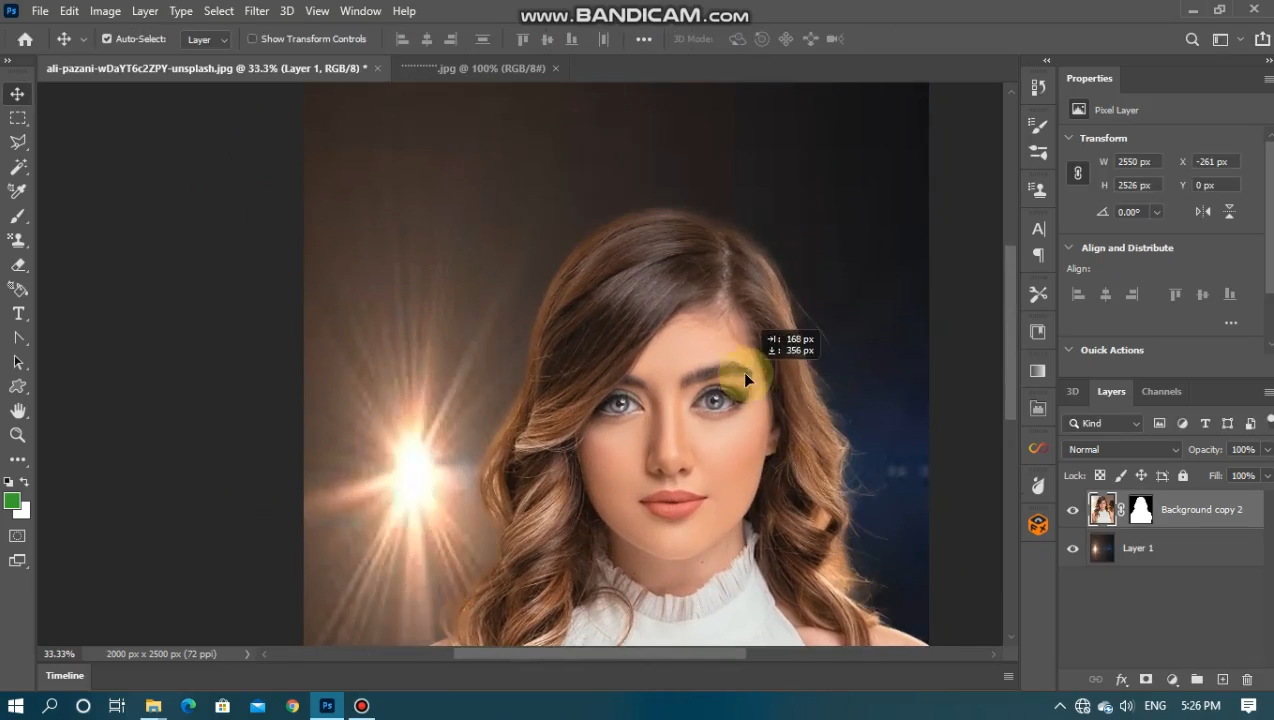 www.BANDICAM.com
Ps File Edit Image Layer Type Select Filter 3D View Window Help
Auto-Select: Layer Show Transform Controls 3D Mode:
ali-pazani-wDaYT6c2ZPY-unsplash.jpg @ 33.3% (Layer 1, RGB/8) * ×
············.jpg @ 100% (RGB/8#) ×
Properties
Pixel Layer
Transform
W 2550 px X -261 px
H 2526 px Y 0 px
0.00°
Align and Distribute
Align:
Quick Actions
168 px
356 px
3D Layers Channels
Kind
Normal Opacity: 100%
Lock: Fill: 100%
Background copy 2
Layer 1
33.33% 2000 px x 2500 px (72 ppi)
Timeline
Ps ENG 5:26 PM